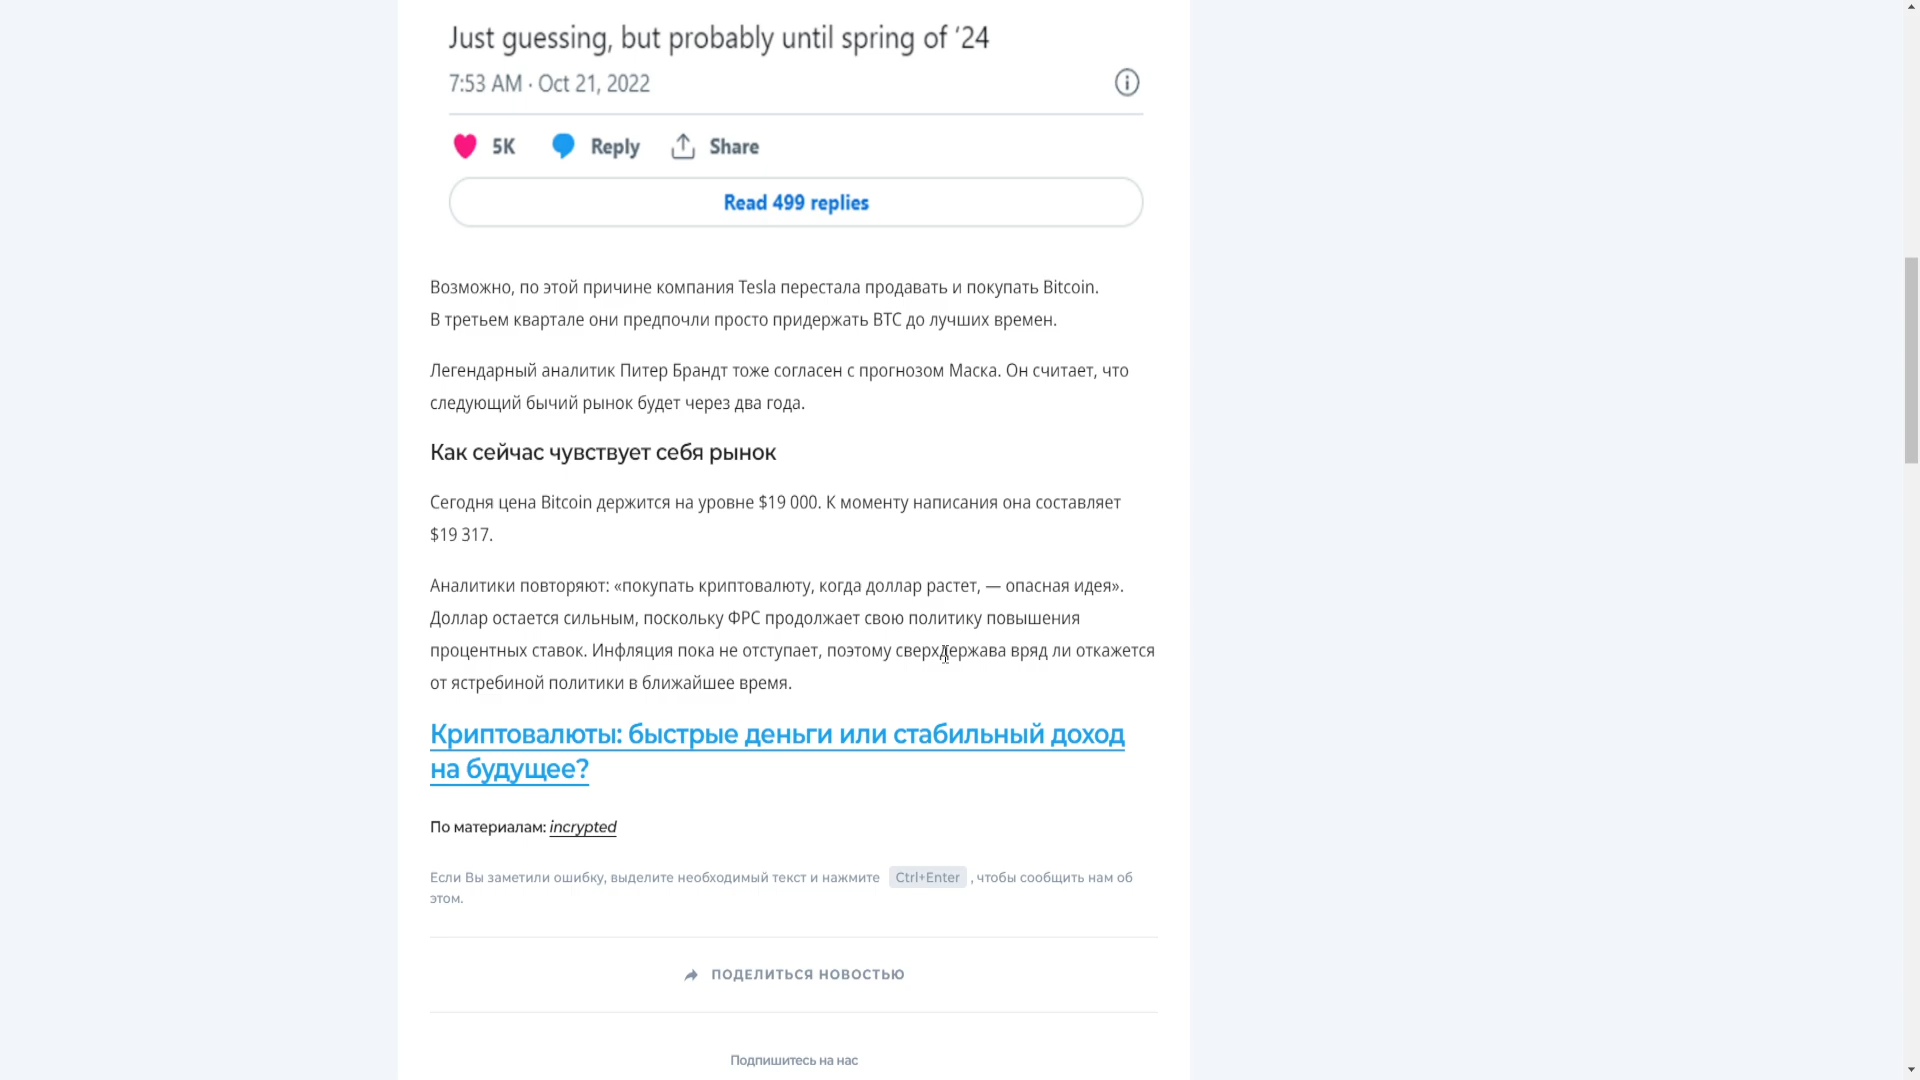 Just guessing, but probably until spring of ‘24
7:53 AM · Oct 21, 2022
5K Reply Share
Read 499 replies
Возможно, по этой причине компания Tesla перестала продавать и покупать Bitcoin.
В третьем квартале они предпочли просто придержать BTC до лучших времен.
Легендарный аналитик Питер Брандт тоже согласен с прогнозом Маска. Он считает, что
следующий бычий рынок будет через два года.
Как сейчас чувствует себя рынок
Сегодня цена Bitcoin держится на уровне $19 000. К моменту написания она составляет
$19 317.
Аналитики повторяют: «покупать криптовалюту, когда доллар растет, — опасная идея».
Доллар остается сильным, поскольку ФРС продолжает свою политику повышения
процентных ставок. Инфляция пока не отступает, поэтому сверхдержава вряд ли откажется
от ястребиной политики в ближайшее время.
Криптовалюты: быстрые деньги или стабильный доход
на будущее?
По материалам: incrypted
Если Вы заметили ошибку, выделите необходимый текст и нажмите Ctrl+Enter , чтобы сообщить нам об
этом.
ПОДЕЛИТЬСЯ НОВОСТЬЮ
Подпишитесь на нас